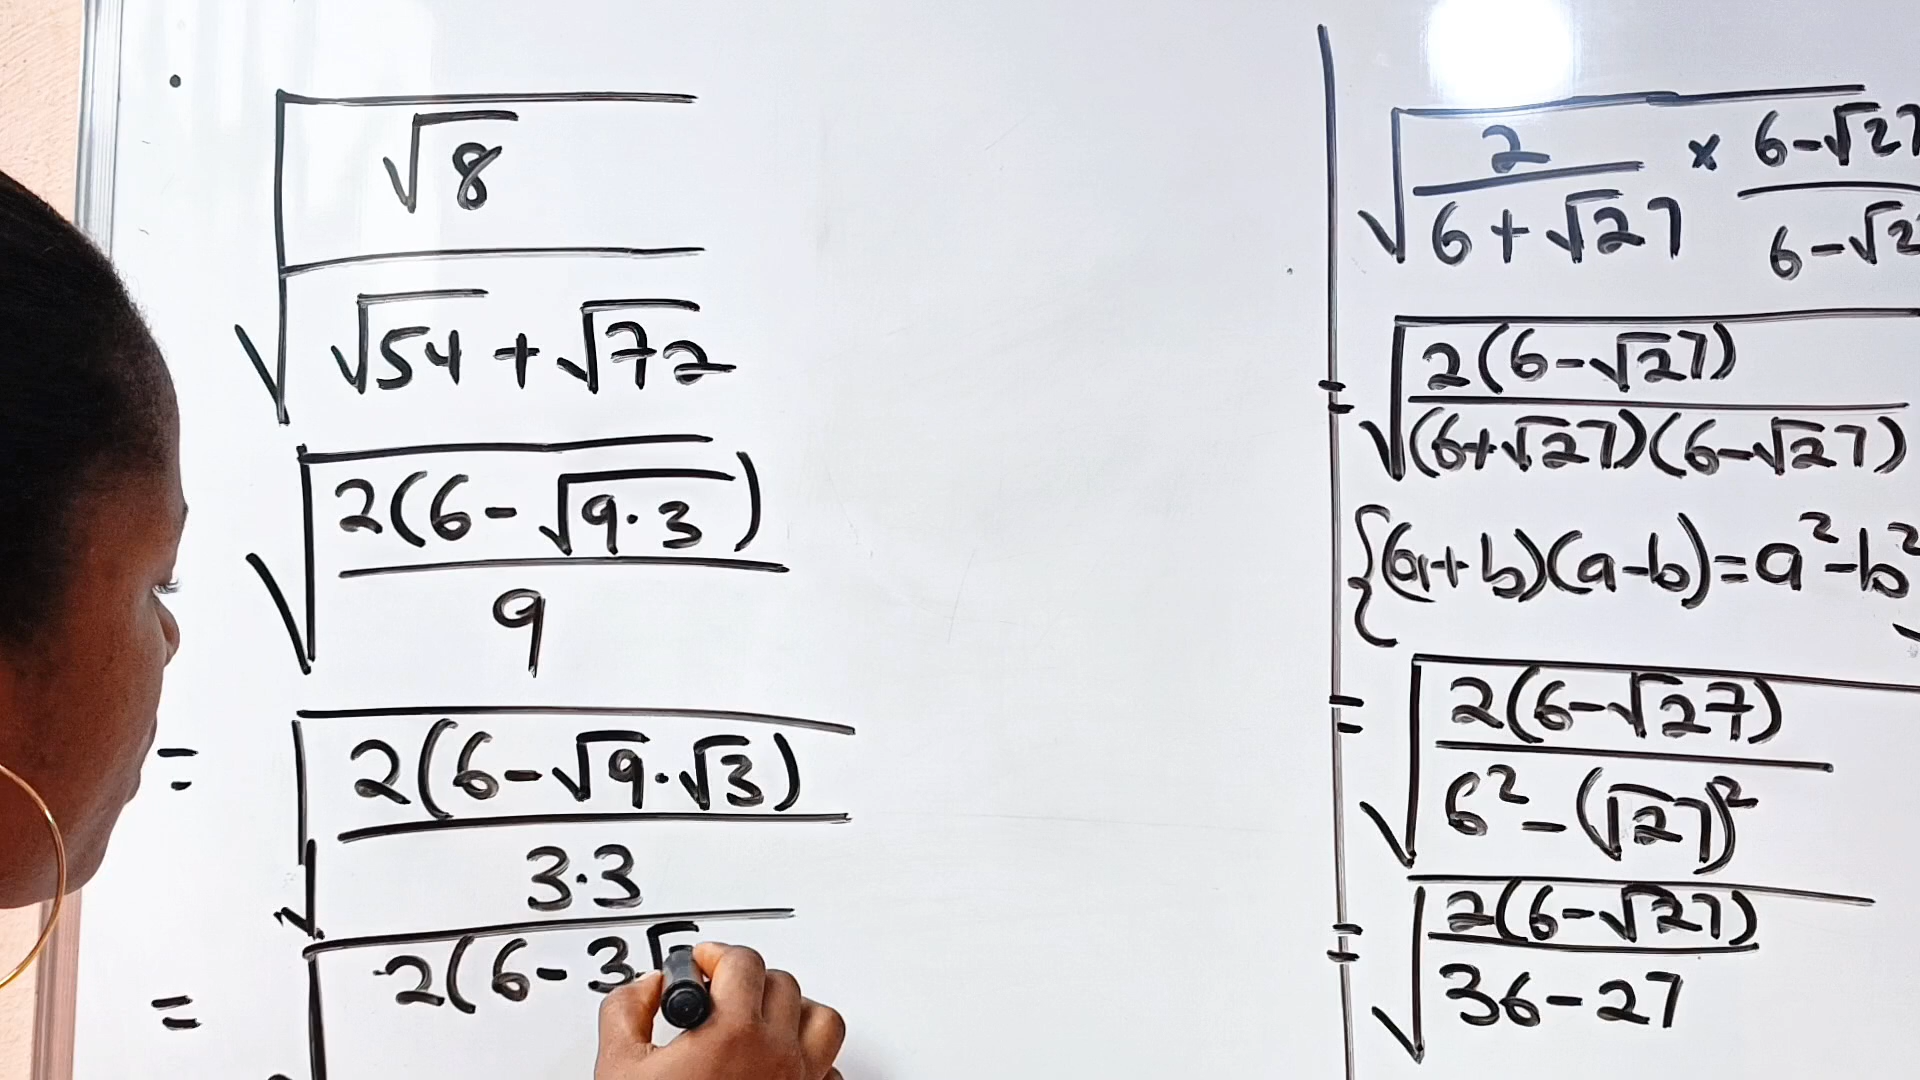 √(√8 / (√54 + √72))
√(2(6-√(9·3)) / 9)
= √(2(6-√9·√3) / 3·3)
= √(2(6-3√
√(2 / (6+√27) × (6-√27) / (6-√2
= √(2(6-√27) / (6+√27)(6-√27))
{(a+b)(a-b)=a²-b²
= √(2(6-√27) / (6²-(√27)²))
= √(2(6-√27) / (36-27))